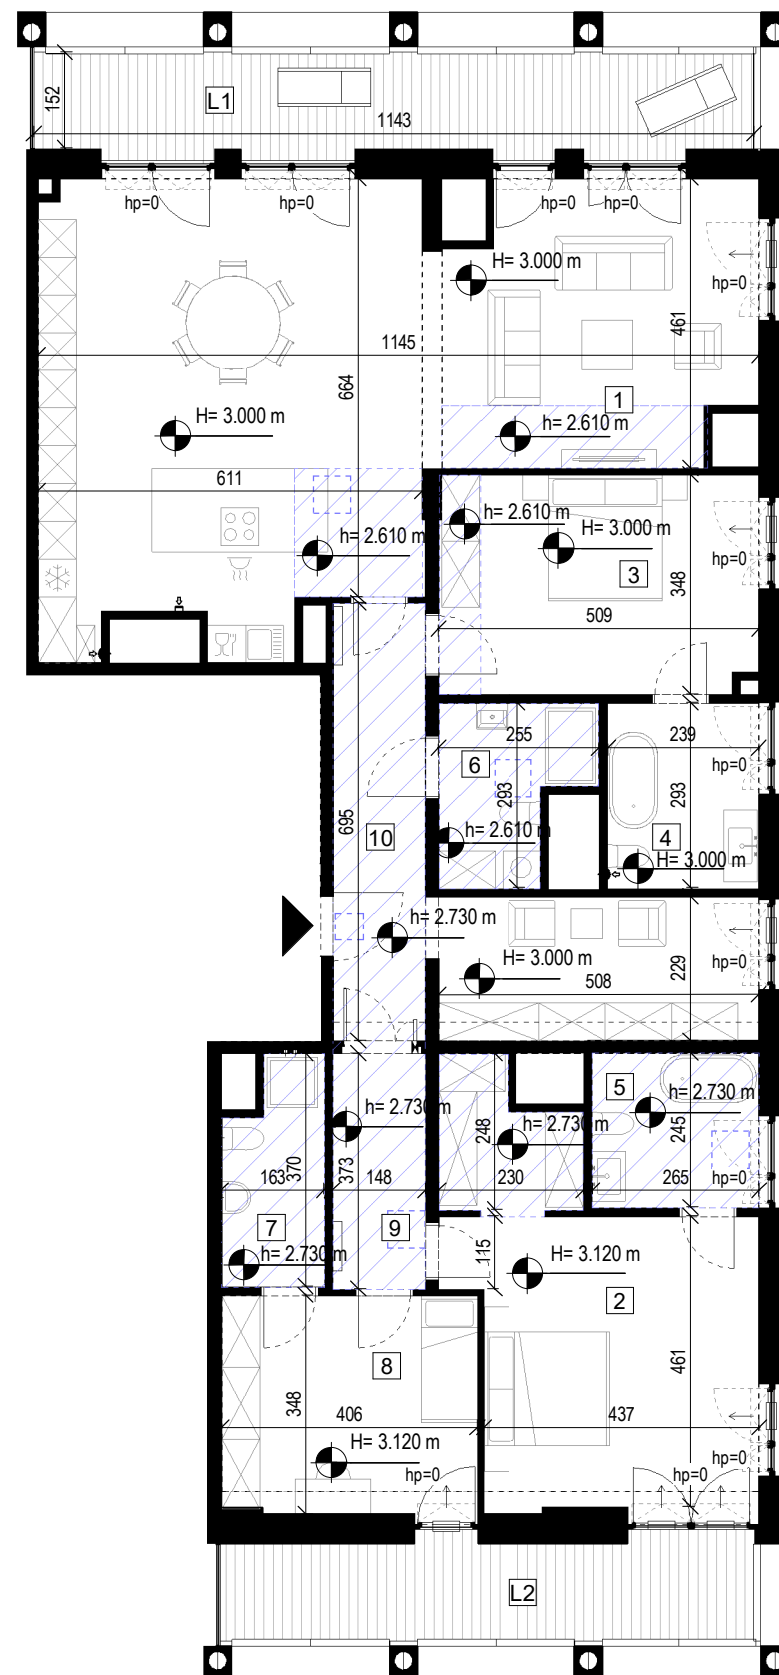 152
L1
1143
hp=0
hp=0
hp=0
hp=0
H= 3.000 m
hp=0
461
1145
664
1
H= 3.000 m
h= 2.610 m
611
h= 2.610 m
H= 3.000 m
h= 2.610 m
hp=0
3
348
509
255
239
6
hp=0
293
293
695
10
h= 2.610 m
4
H= 3.000 m
h= 2.730 m
H= 3.000 m
229
hp=0
508
5
h= 2.730 m
h= 2.730 m
248
h= 2.730 m
245
370
373
163
148
230
265
hp=0
7
9
h= 2.730 m
115
H= 3.120 m
2
8
348
461
406
437
H= 3.120 m
hp=0
hp=0
hp=0
L2